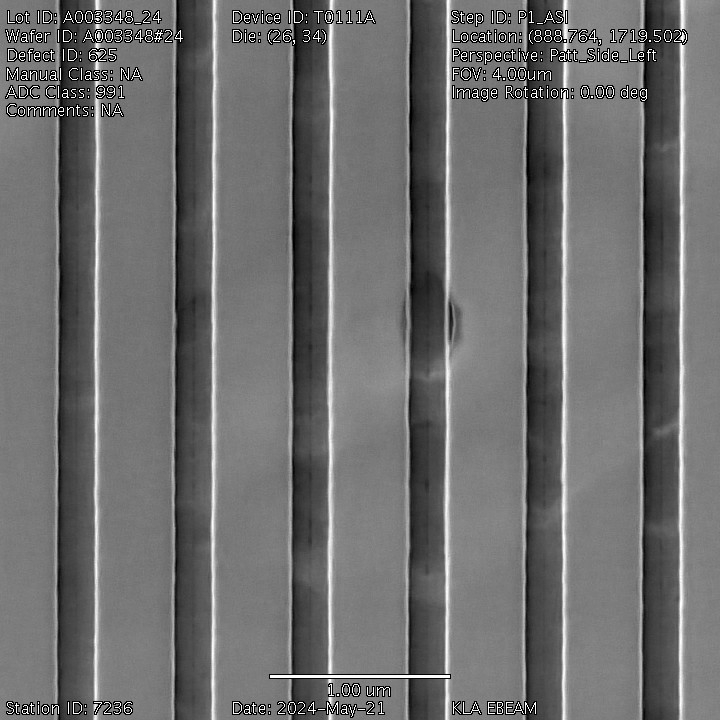 Lot ID: A003348_24
Wafer ID: A003348#24
Defect ID: 625
Manual Class: NA
ADC Class: 991
Comments: NA
Device ID: T0111A
Die: (26, 34)
Step ID: P1_ASI
Location: (888.764, 1719.502)
Perspective: Patt_Side_Left
FOV: 4.00um
Image Rotation: 0.00 deg
1.00 um
Station ID: 7236
Date: 2024-May-21
KLA EBEAM